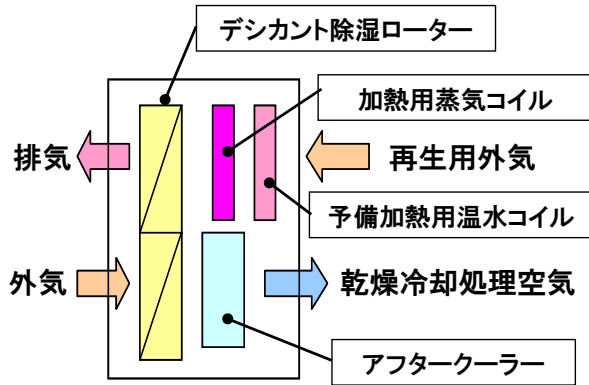 デシカント除湿ローター
加熱用蒸気コイル
排気
再生用外気
予備加熱用温水コイル
外気
乾燥冷却処理空気
アフタークーラー